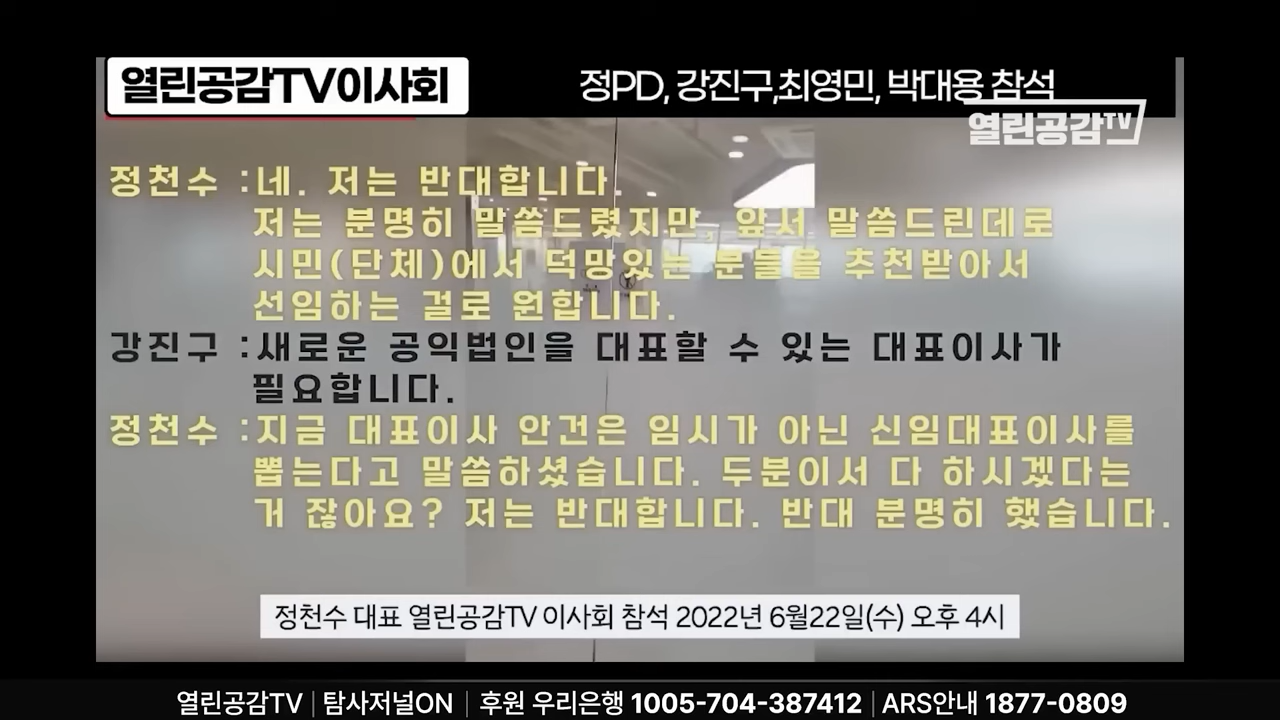 열린공감TV이사회
정PD, 강진구,최영민, 박대용 참석
열린공감TV
정천수 :네. 저는 반대합니다.
저는 분명히 말씀드렸지만, 앞서 말씀드린데로
시민(단체)에서 덕망있는 분들을 추천받아서
선임하는 걸로 원합니다.
강진구 :새로운 공익법인을 대표할 수 있는 대표이사가
필요합니다.
정천수 :지금 대표이사 안건은 임시가 아닌 신임대표이사를
뽑는다고 말씀하셨습니다. 두분이서 다 하시겠다는
거 잖아요? 저는 반대합니다. 반대 분명히 했습니다.
정천수 대표 열린공감TV 이사회 참석 2022년 6월22일(수) 오후 4시
열린공감TV | 탐사저널ON | 후원 우리은행 1005-704-387412 | ARS안내 1877-0809